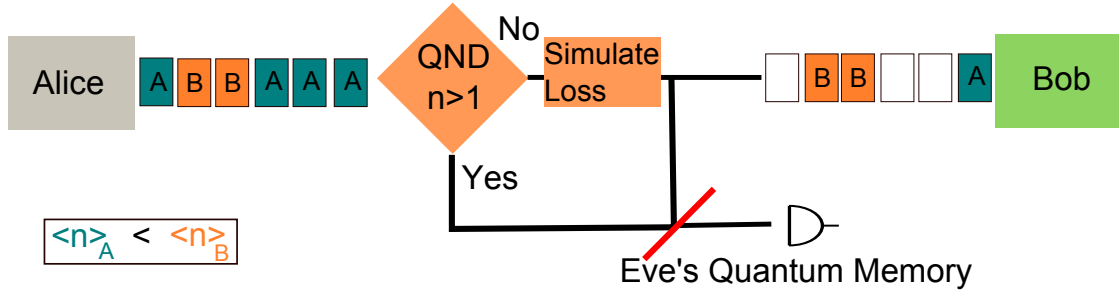 Alice
A B B A A A
QND
n>1
No
Simulate
Loss
B B A
Bob
Yes
<n>A < <n>B
Eve's Quantum Memory